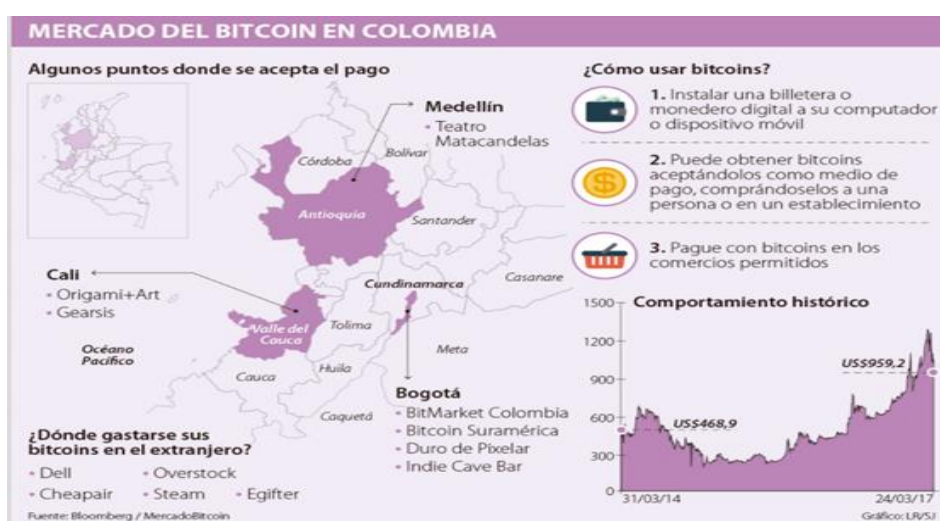 MERCADO DEL BITCOIN EN COLOMBIA
Algunos puntos donde se acepta el pago
Medellín
• Teatro
Matacandelas
Córdoba
Bolívar
Antioquia
Santander
Cali
• Origami+Art
• Gearsis
Cundinamarca
Casanare
Valle del
Cauca
Tolima
Océano
Pacífico
Meta
Huila
Cauca
Caquetá
Bogotá
• BitMarket Colombia
• Bitcoin Suramérica
• Duro de Pixelar
• Indie Cave Bar
¿Dónde gastarse sus
bitcoins en el extranjero?
• Dell
• Overstock
• Cheapair
• Steam
• Egifter
Fuente: Bloomberg / MercadoBitcoin
¿Cómo usar bitcoins?
1. Instalar una billetera o
monedero digital a su computador
o dispositivo móvil
2. Puede obtener bitcoins
aceptándolos como medio de
pago, comprándoselos a una
persona o en un establecimiento
3. Pague con bitcoins en los
comercios permitidos
Comportamiento histórico
1500
1200
900
600
300
0
US$959,2
US$468,9
31/03/14
24/03/17
Gráfico: LR/SJ